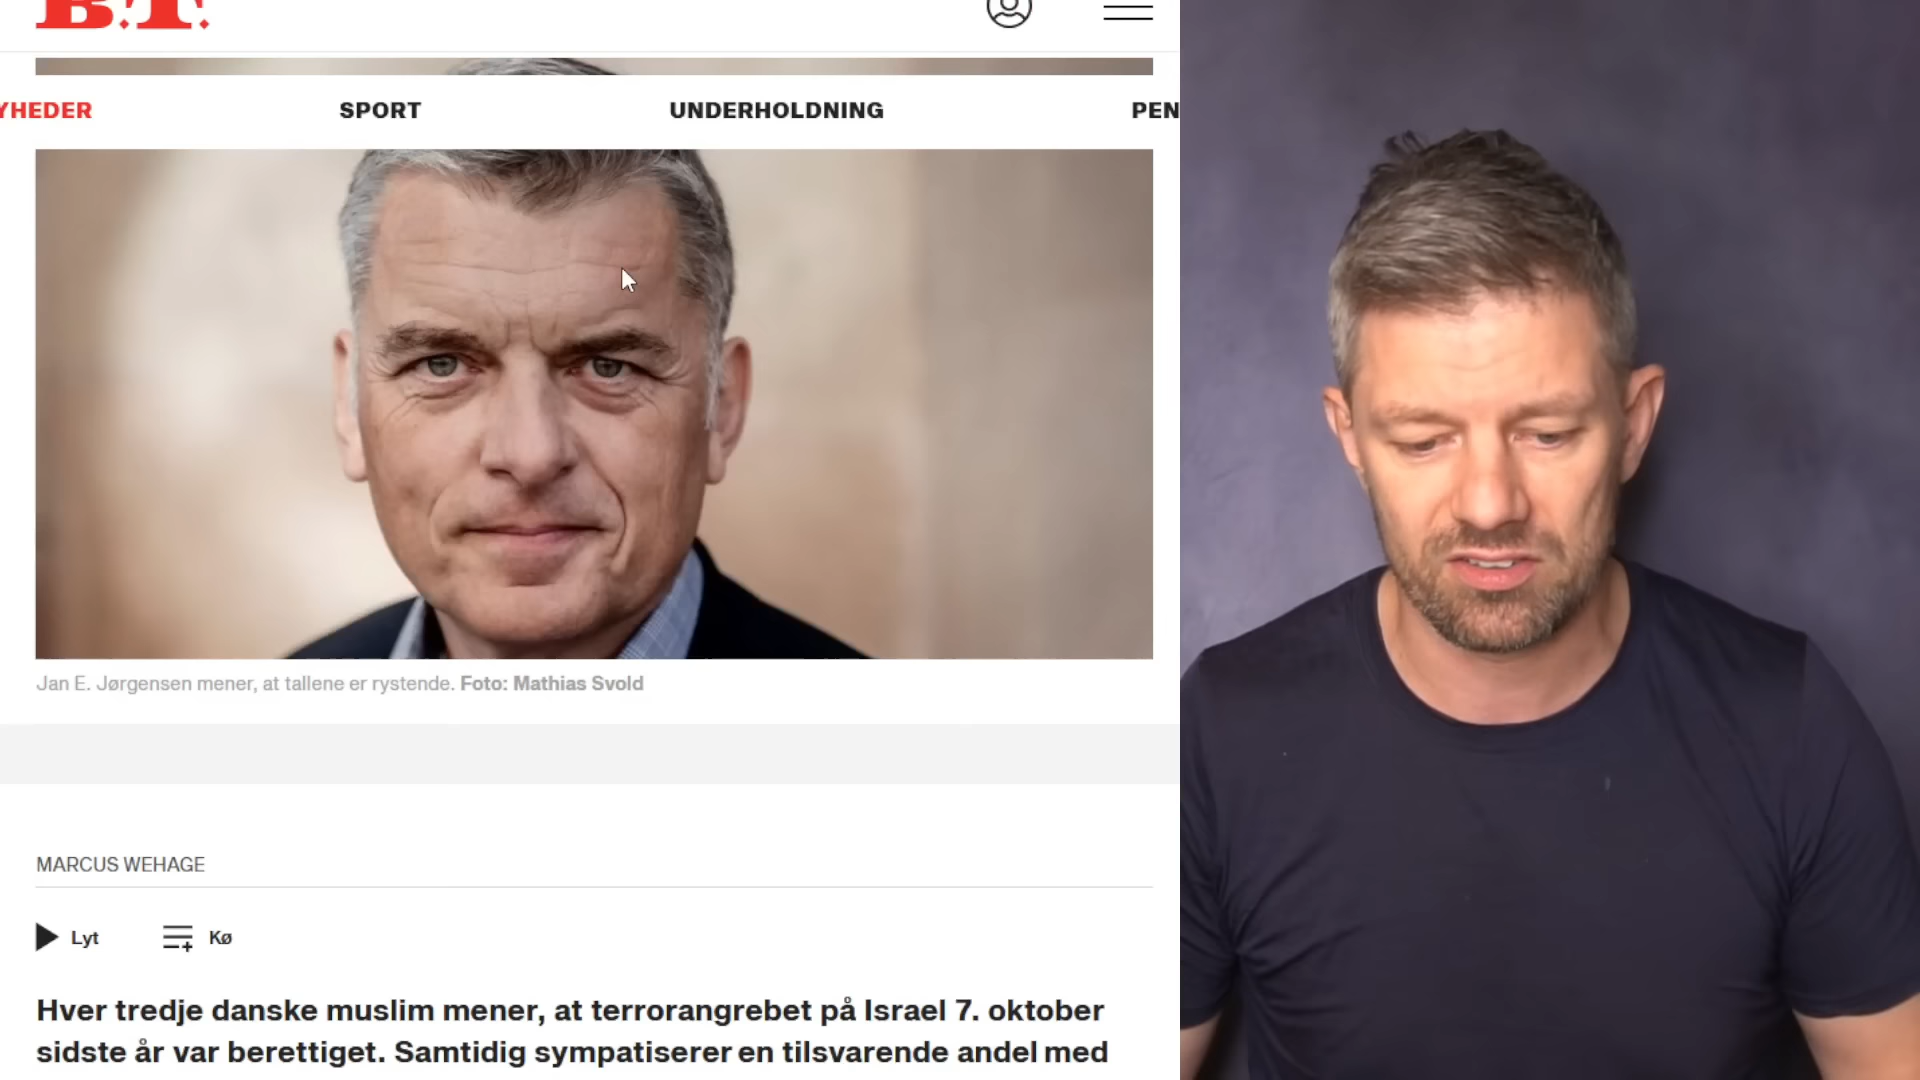 B.T.
YHEDER SPORT UNDERHOLDNING PEN
Jan E. Jørgensen mener, at tallene er rystende. Foto: Mathias Svold
MARCUS WEHAGE
Lyt Kø
Hver tredje danske muslim mener, at terrorangrebet på Israel 7. oktober
sidste år var berettiget. Samtidig sympatiserer en tilsvarende andel med